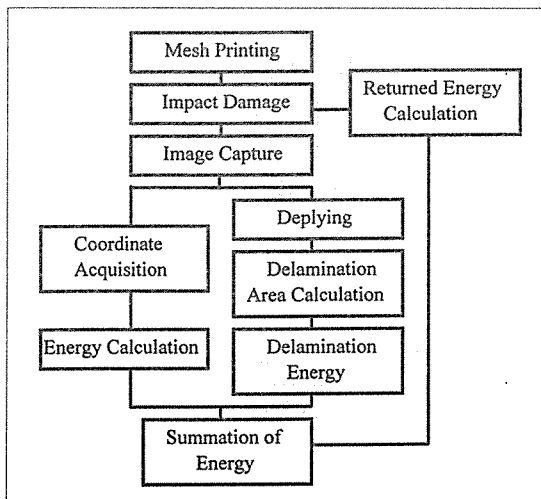 Mesh Printing
Impact Damage
Returned Energy
Calculation
Image Capture
Deplying
Coordinate
Acquisition
Delamination
Area Calculation
Energy Calculation
Delamination
Energy
Summation of
Energy